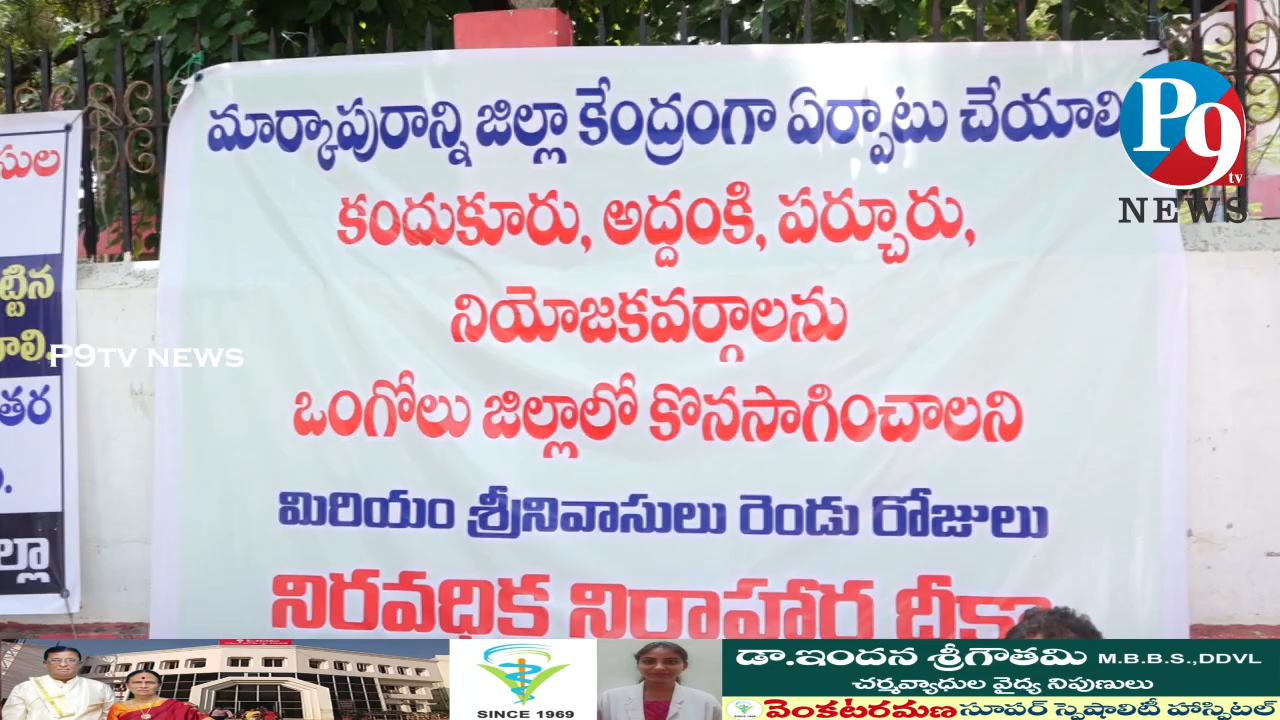 మార్కాపురాన్ని జిల్లా కేంద్రంగా ఏర్పాటు చేయాలి
కందుకూరు, అద్దంకి, పర్చూరు,
నియోజకవర్గాలను
ఒంగోలు జిల్లాలో కొనసాగించాలని
మిరియం శ్రీనివాసులు రెండు రోజులు
నిరవధిక నిరాహార దీక్షా
P9 tv
NEWS
P9TV NEWS
SINCE 1969
డా.ఇందన శ్రీగౌతమి M.B.B.S.,DDVL
చర్మవ్యాధుల వైద్య నిపుణులు
వెంకటరమణ సూపర్ స్పెషాలిటీ హాస్పిటల్